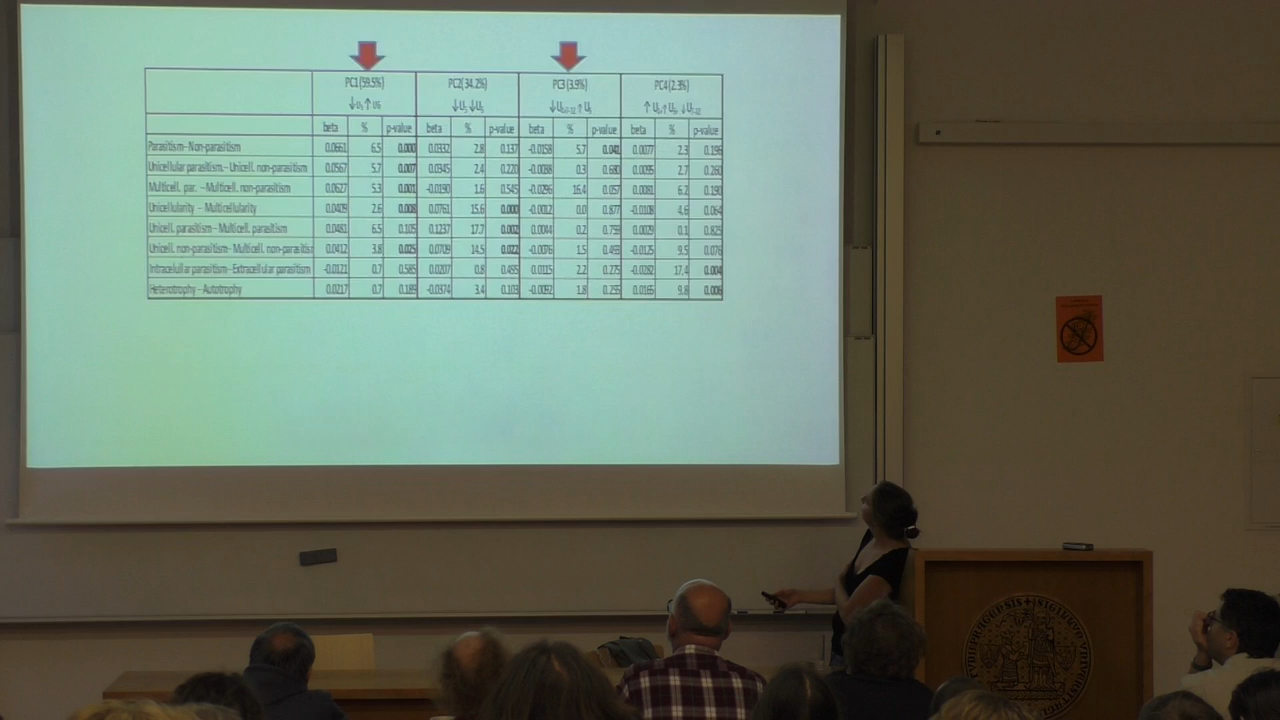 PC1 (59.5%) PC2 (34.2%) PC3 (3.9%) PC4 (2.3%)
beta % p-value beta % p-value beta % p-value beta % p-value
Parasitism–Non-parasitism 0.0661 6.5 0.000 0.0332 2.8 0.137 -0.0158 5.7 0.041 0.0077 2.3 0.196
Unicellular parasitism.–Unicell. non-parasitism 0.0567 5.7 0.007 0.0345 2.4 0.220 -0.0038 0.3 0.680 0.0095 2.7 0.260
Multicell. par. –Multicell. non-parasitism 0.0627 5.3 0.001 -0.0190 1.6 0.545 -0.0296 16.4 0.057 0.0081 6.2 0.190
Unicellularity –Multicellularity 0.0429 2.6 0.008 0.0761 15.6 0.000 -0.0012 0.0 0.877 -0.0108 4.6 0.064
Unicell. parasitism– Multicell. parasitism 0.0481 6.5 0.105 0.1237 17.7 0.002 0.0044 0.2 0.759 0.0029 0.1 0.825
Unicell. non-parasitism– Multicell. non-parasitism 0.0412 3.8 0.025 0.0709 14.5 0.022 -0.0076 1.5 0.493 -0.0125 9.5 0.076
Intracelullar parasitism–Extracellular parasitism -0.0121 0.7 0.585 0.0207 0.8 0.495 0.0115 2.2 0.275 -0.0282 17.4 0.004
Heterotrophy –Autotrophy 0.0217 0.7 0.189 -0.0374 3.4 0.103 -0.0092 1.8 0.255 0.0165 9.8 0.006